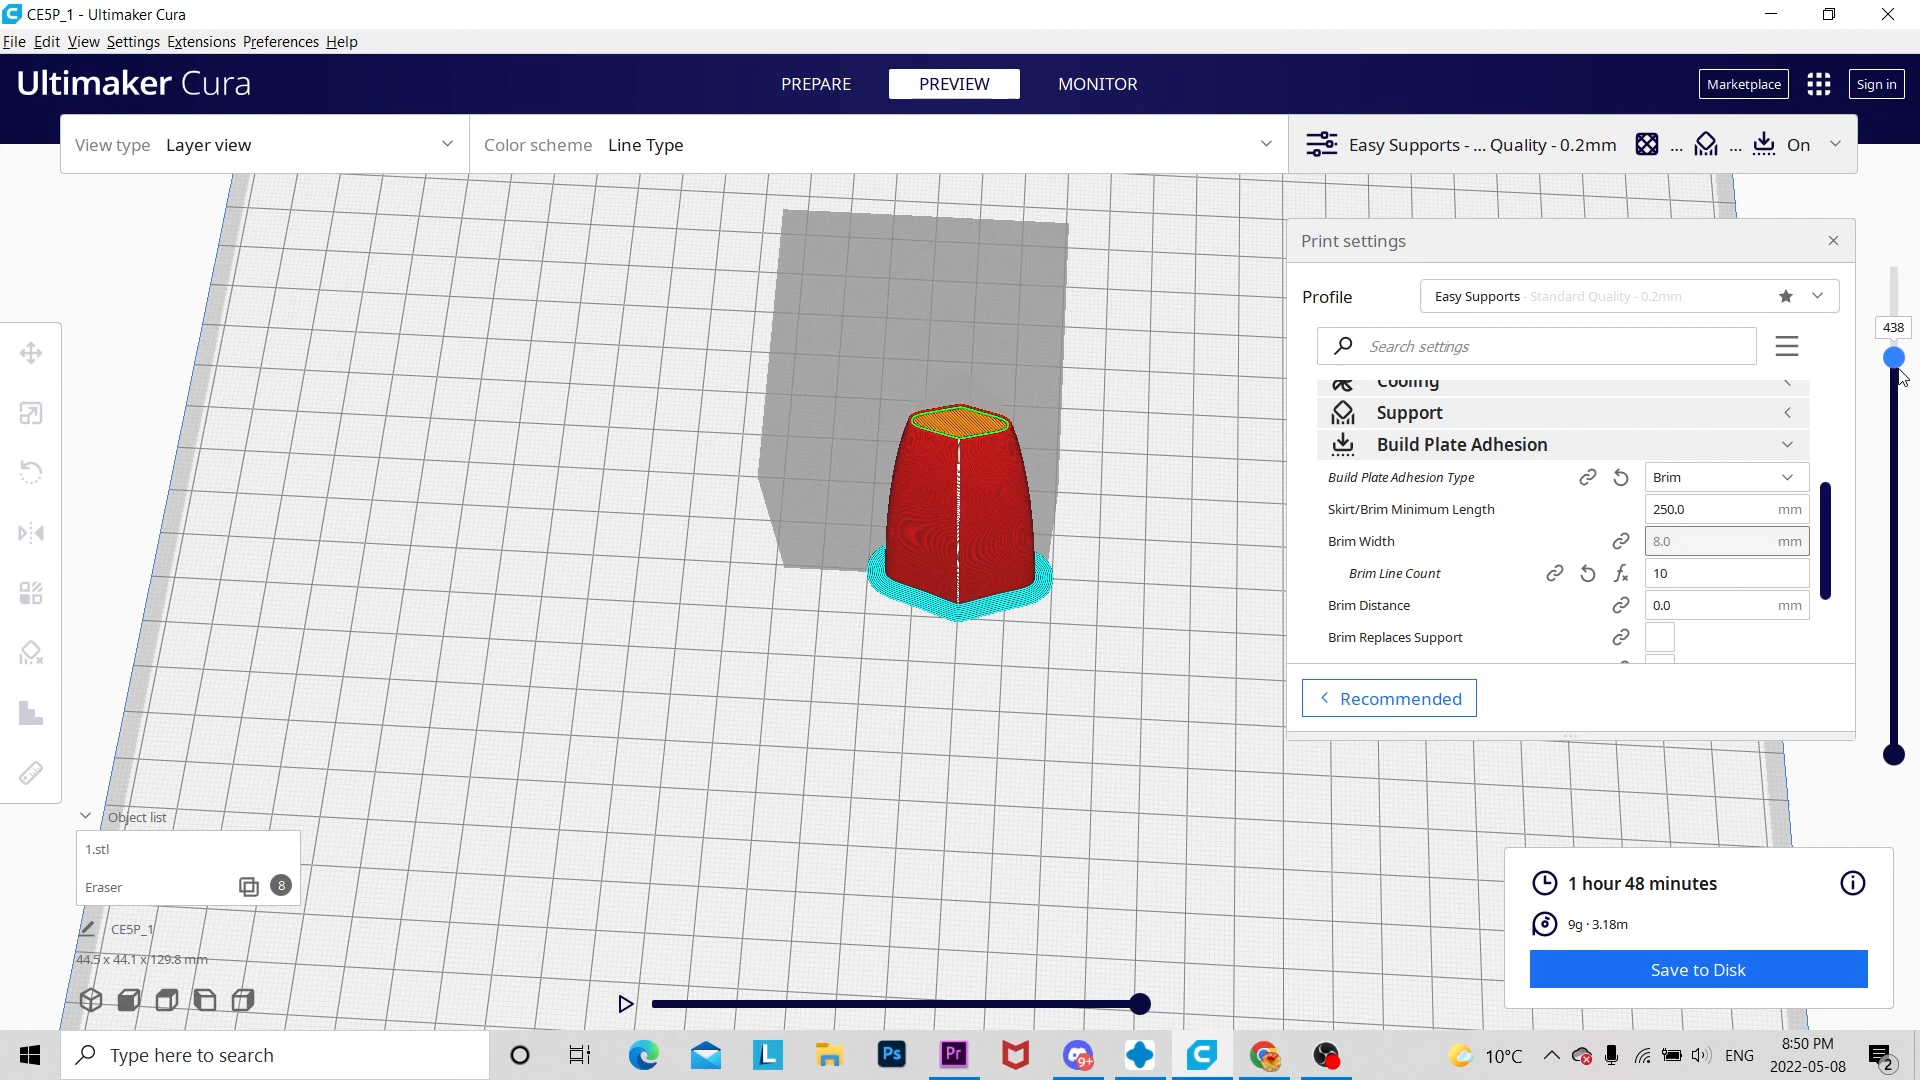 CE5P_1 - Ultimaker Cura
File Edit View Settings Extensions Preferences Help
Ultimaker Cura
PREPARE
PREVIEW
MONITOR
Marketplace
Sign in
View type Layer view
Color scheme Line Type
Easy Supports - ... Quality - 0.2mm
...
...
On
Print settings
Profile
Easy Supports - Standard Quality - 0.2mm
Search settings
438
Cooling
Support
Build Plate Adhesion
Build Plate Adhesion Type
Brim
Skirt/Brim Minimum Length
250.0 mm
Brim Width
8.0 mm
Brim Line Count
10
Brim Distance
0.0 mm
Brim Replaces Support
Recommended
Object list
1.stl
Eraser
8
CE5P_1
44.5 x 44.1 x 129.8 mm
1 hour 48 minutes
9g · 3.18m
Save to Disk
Type here to search
L
Ps
Pr
9+
10°C
ENG
8:50 PM
2022-05-08
2